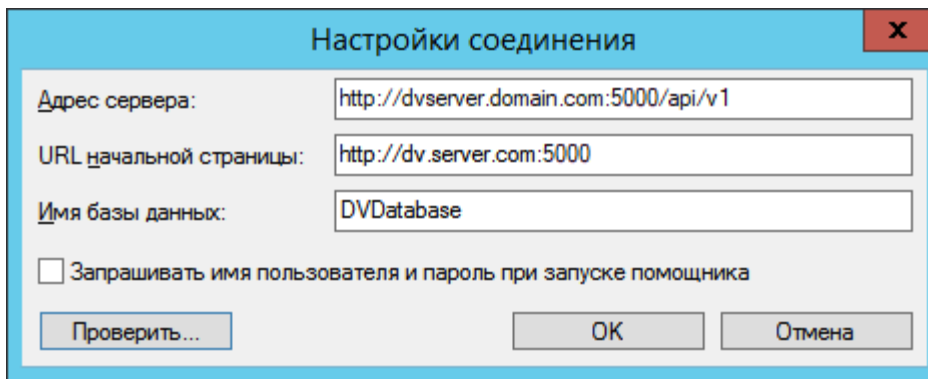 Настройки соединения
x
Адрес сервера: http://dvserver.domain.com:5000/api/v1
URL начальной страницы: http://dv.server.com:5000
Имя базы данных: DVDatabase
Запрашивать имя пользователя и пароль при запуске помощника
Проверить... OK Отмена